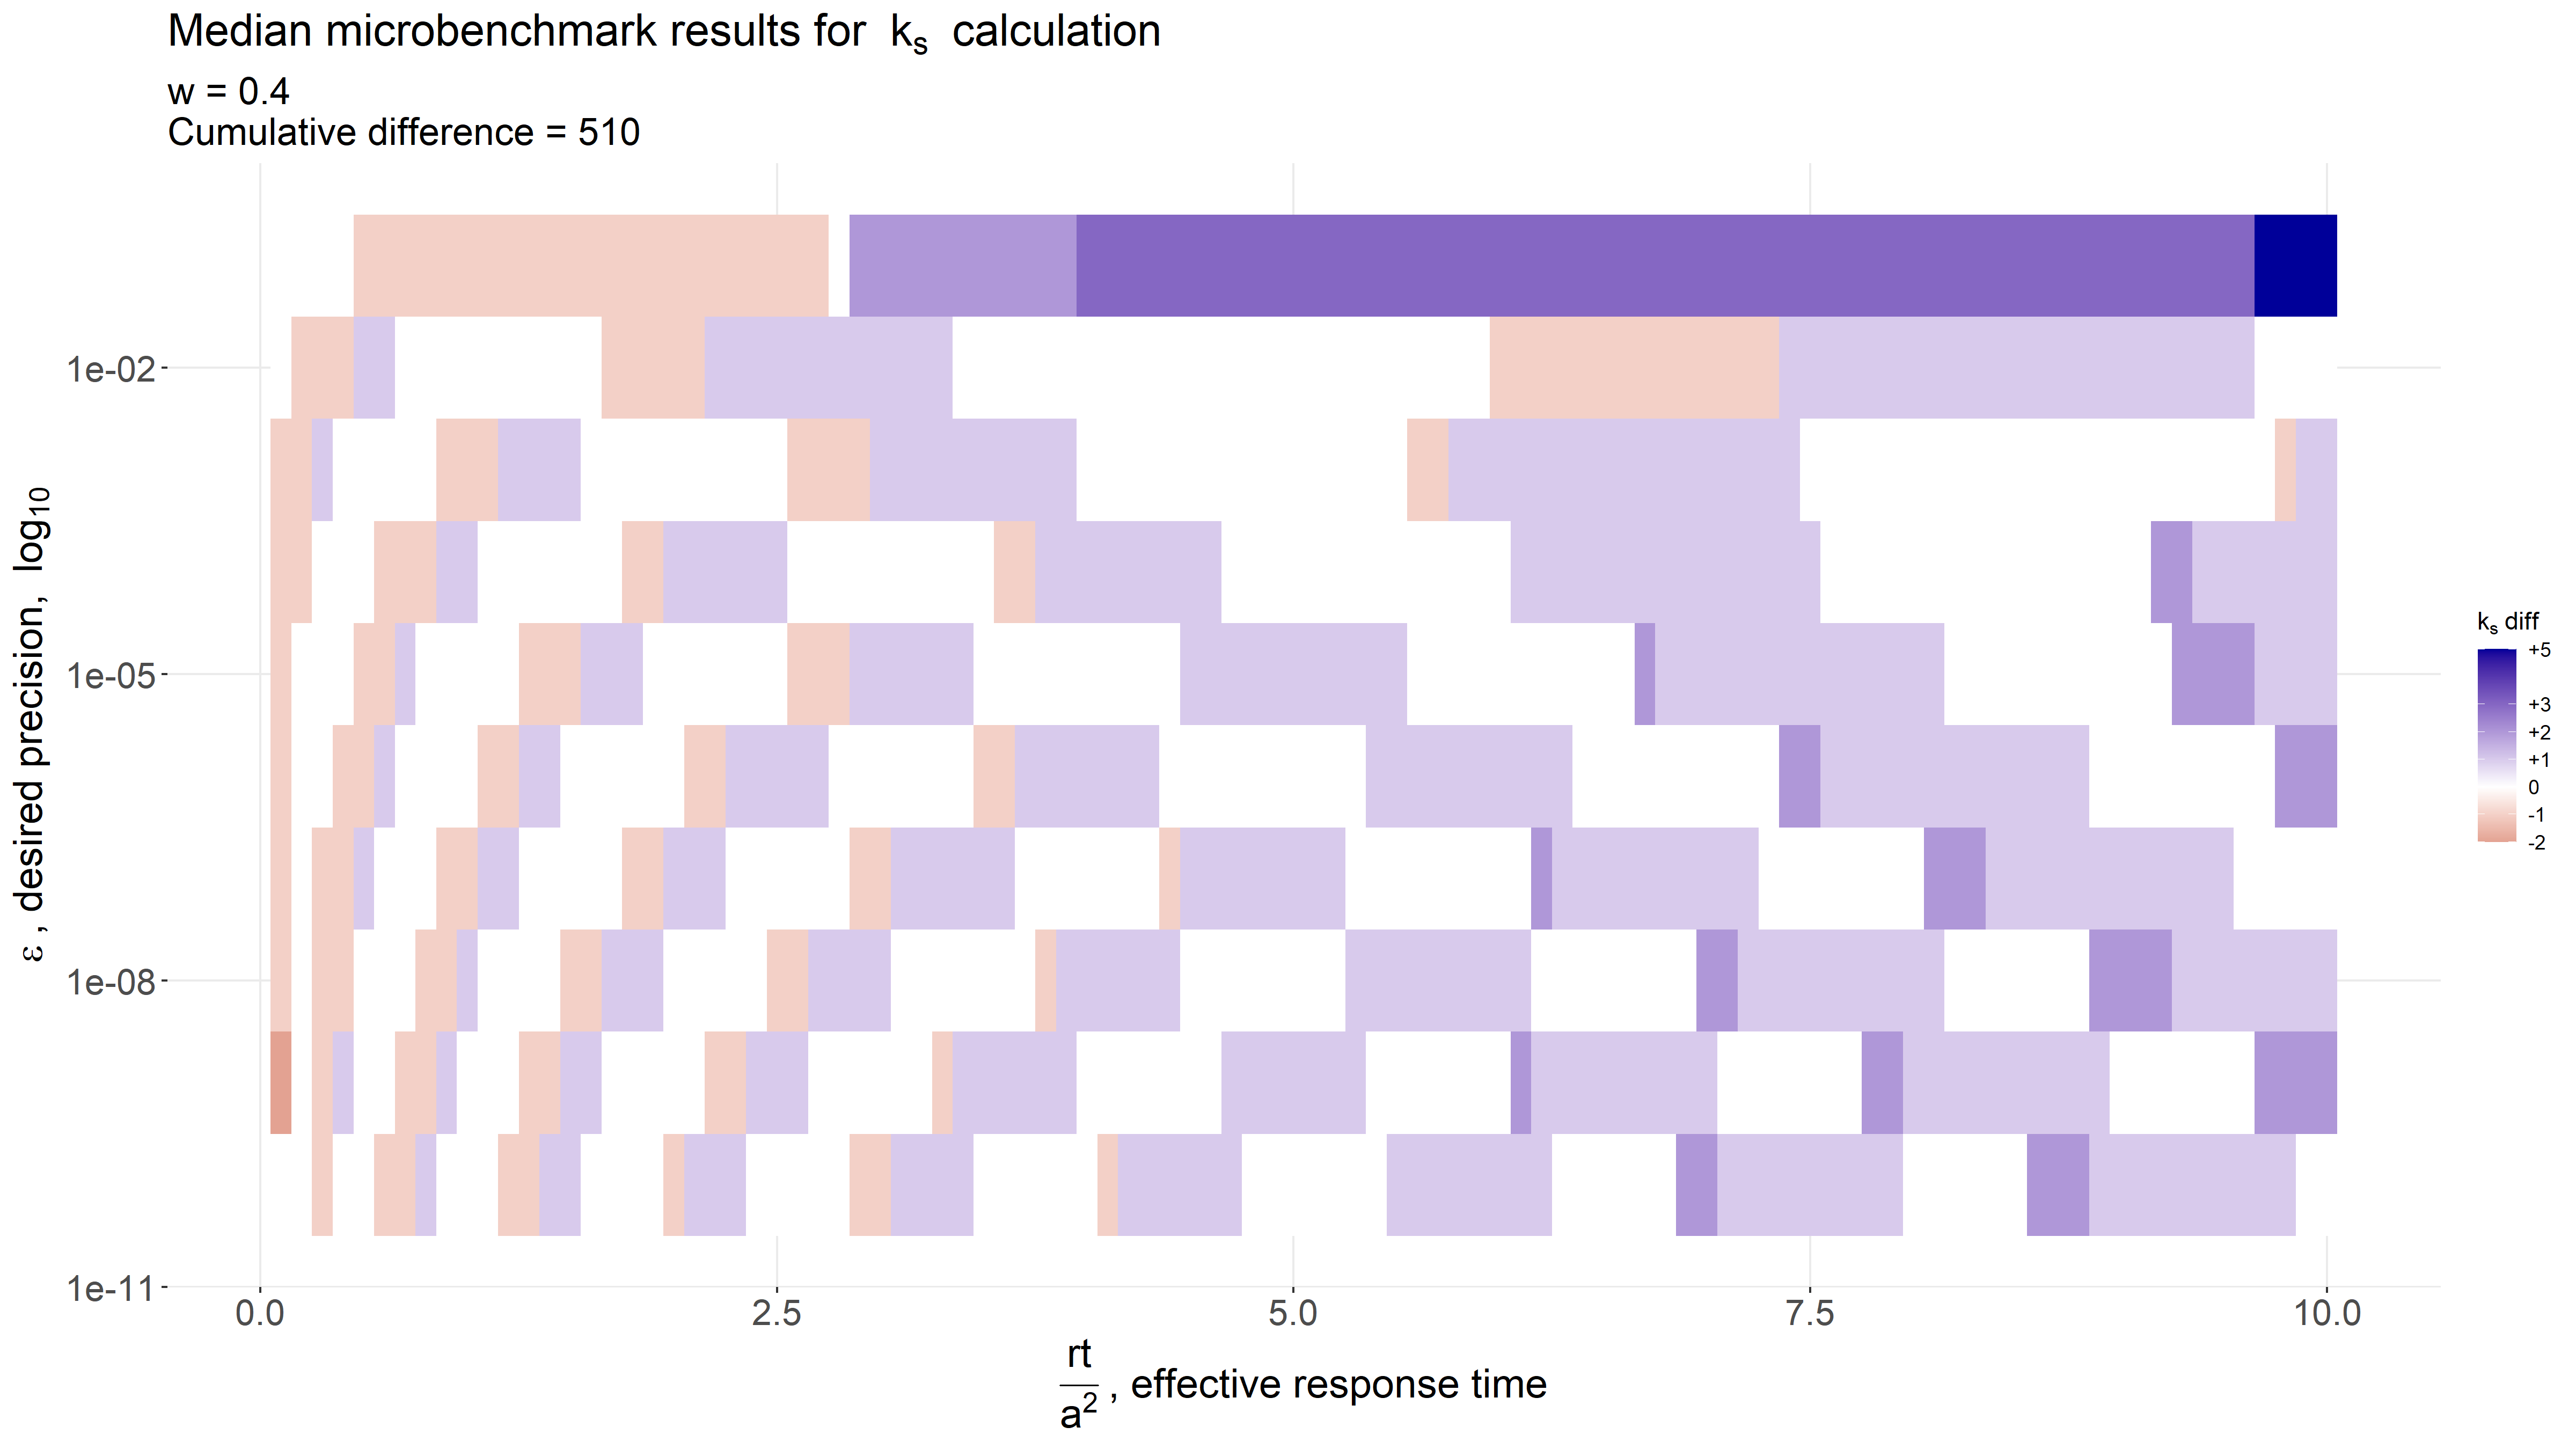 Median microbenchmark results for kₛ calculation
w = 0.4
Cumulative difference = 510
ε , desired precision, log₁₀
1e-02
1e-05
1e-08
1e-11
0.0 2.5 5.0 7.5 10.0
rt
a² , effective response time
kₛ diff
+5
+3
+2
+1
0
-1
-2